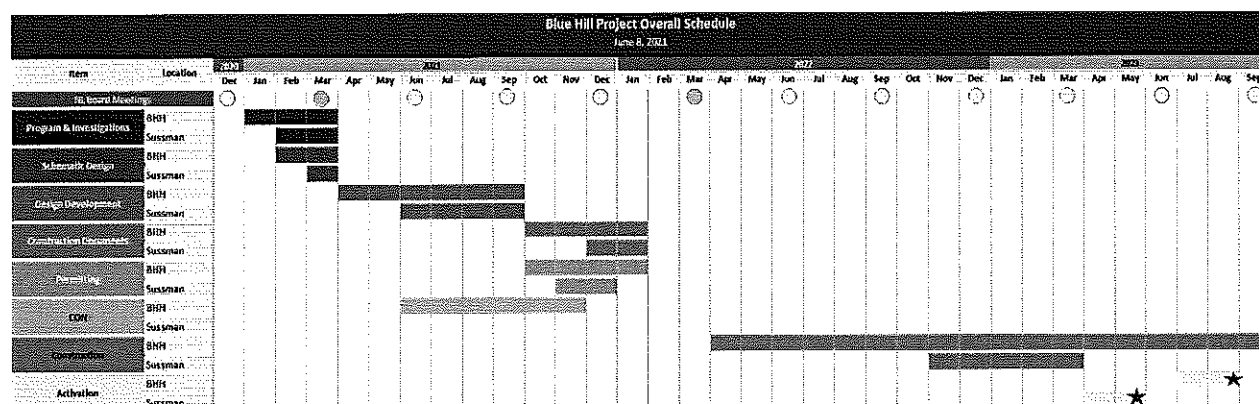 Blue Hill Project Overall Schedule
June 8, 2021
Item Location 2020 2021 2022 2023
Dec Jan Feb Mar Apr May Jun Jul Aug Sep Oct Nov Dec Jan Feb Mar Apr May Jun Jul Aug Sep Oct Nov Dec Jan Feb Mar Apr May Jun Jul Aug Sep
Board Meetings
Program & Investigations BHH
Sussman
Schematic Design BHH
Sussman
Design Development BHH
Sussman
Construction Documents BHH
Sussman
Permitting BHH
Sussman
CON BHH
Sussman
Construction BHH
Sussman
Activation BHH
Sussman